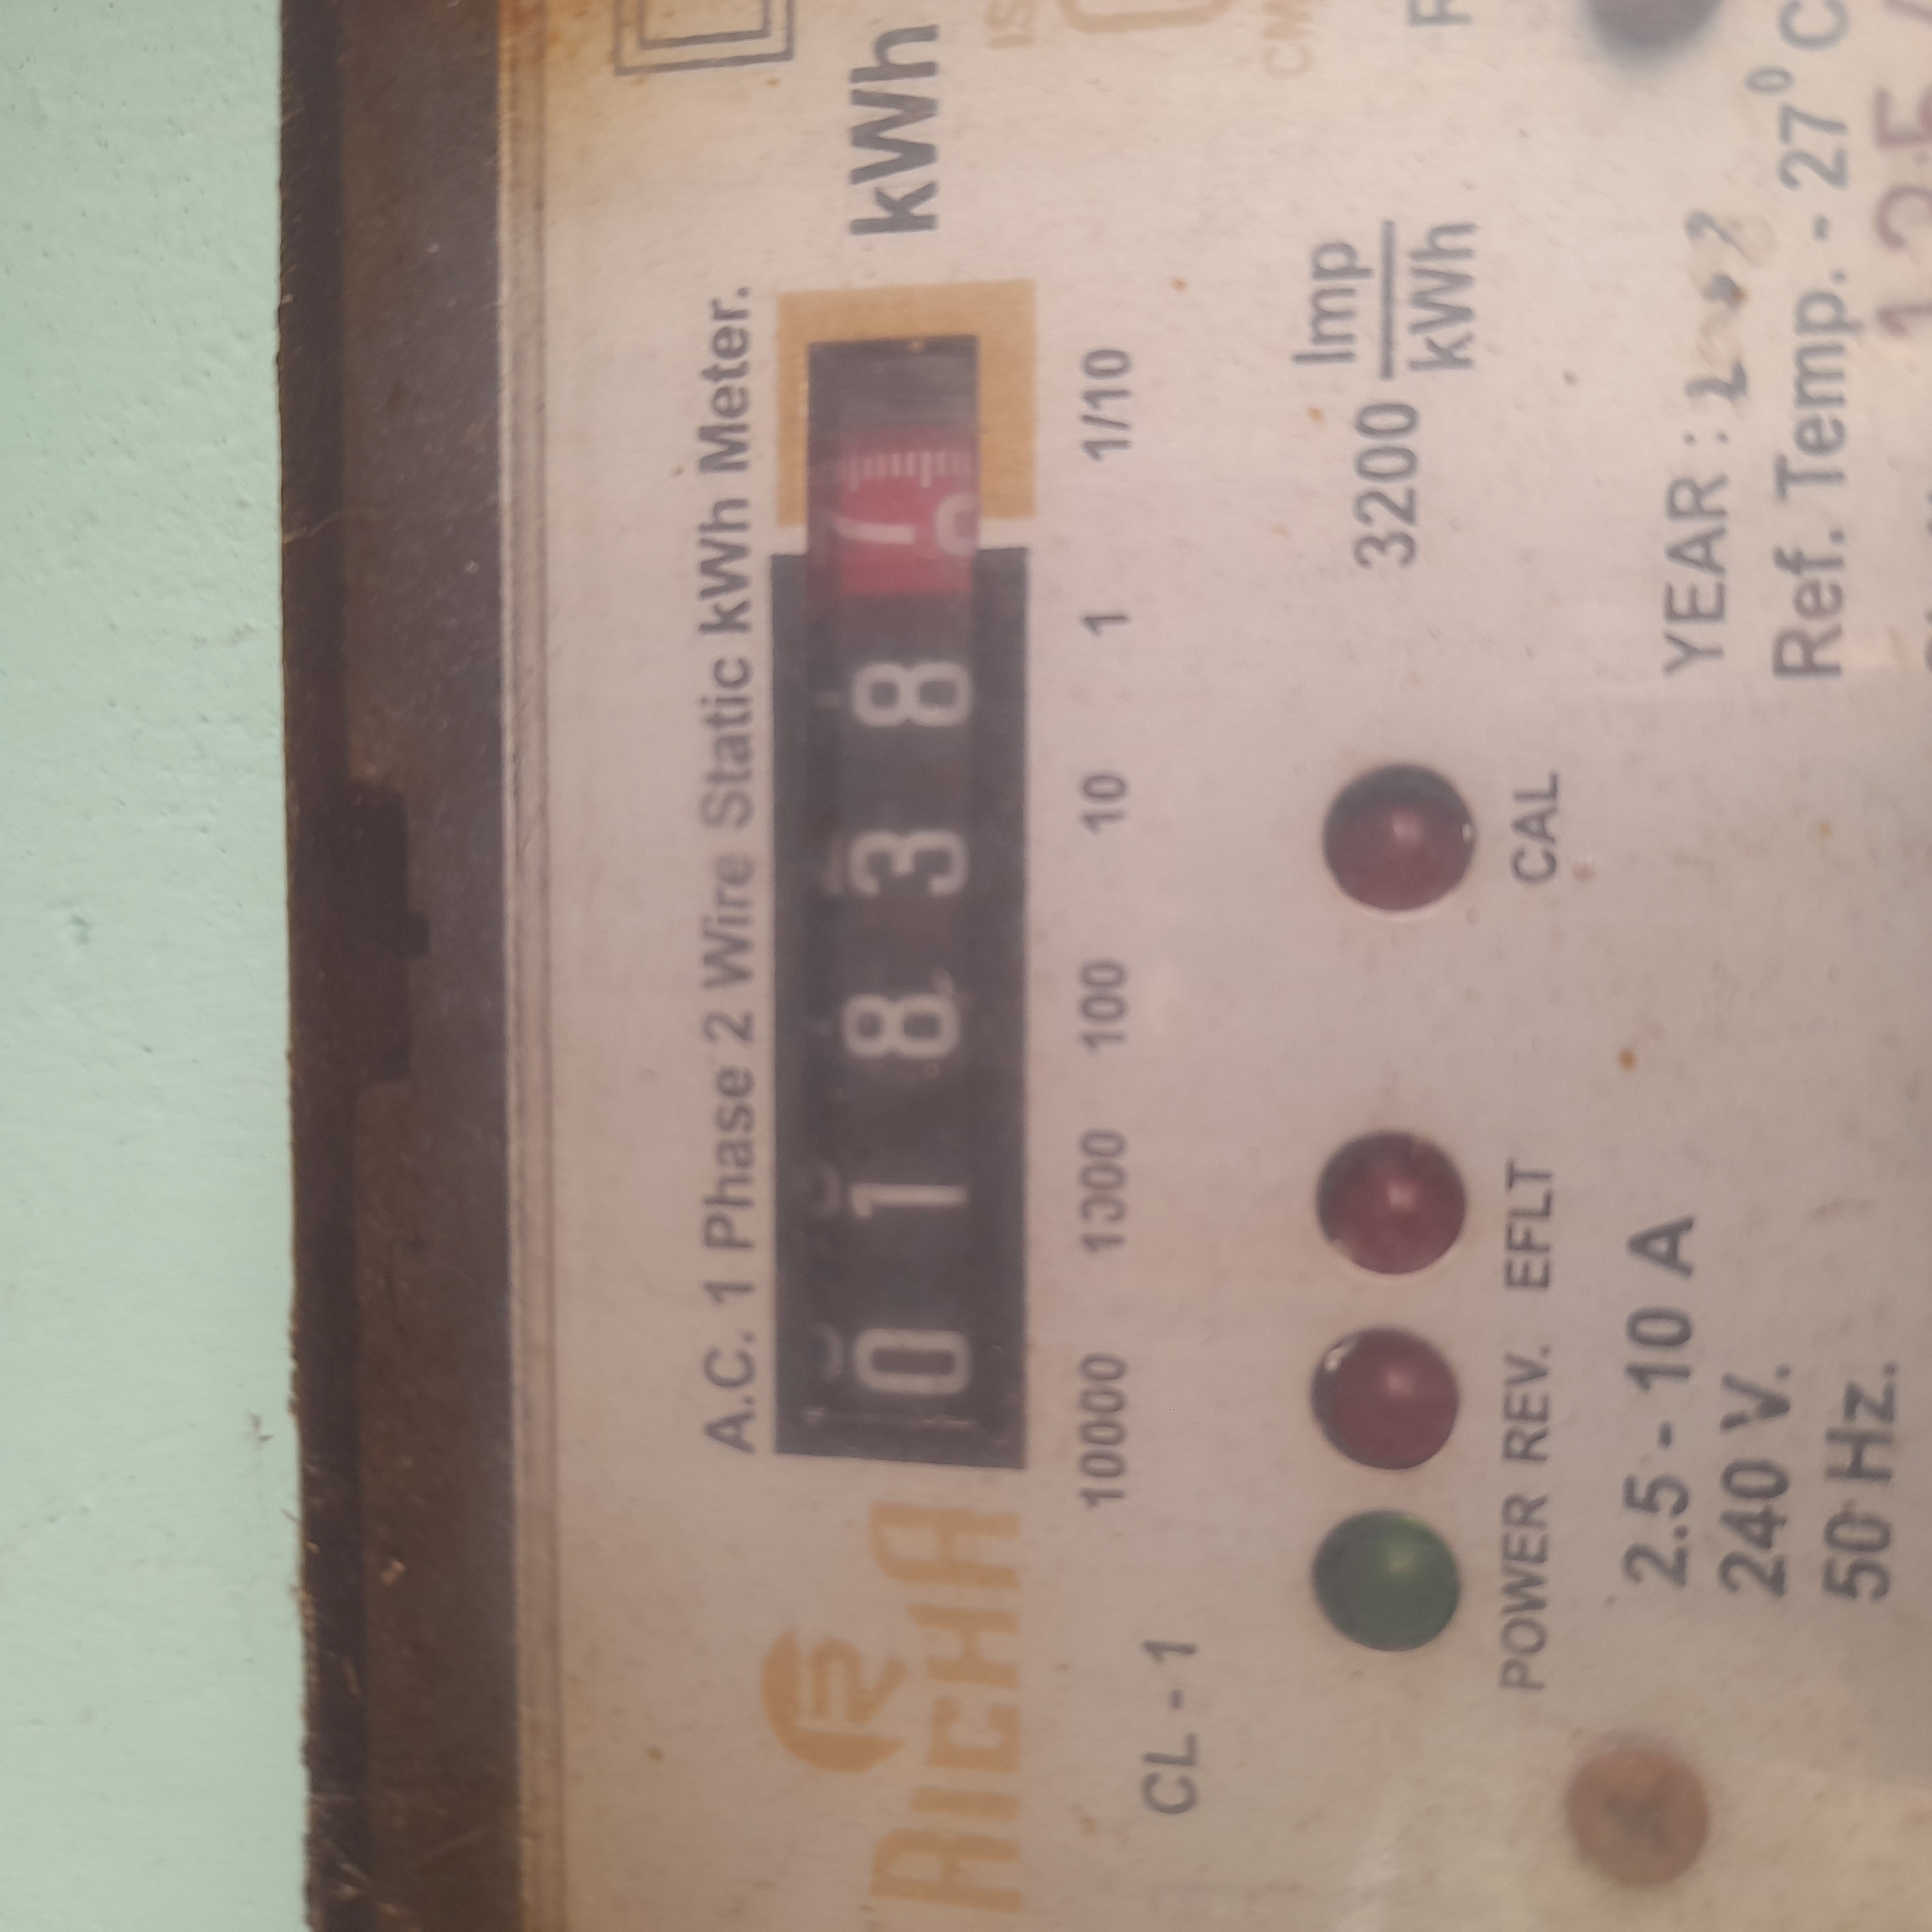 A.C. 1 Phase 2 Wire Static kWh Meter.
RICHA
0 1 8 3 8
kWh
10000 1000 100 10 1 1/10
CL - 1
3200 Imp
kWh
POWER REV. EFLT
CAL
2.5 - 10 A
YEAR :
240 V.
Ref. Temp. - 27° C
50 Hz.